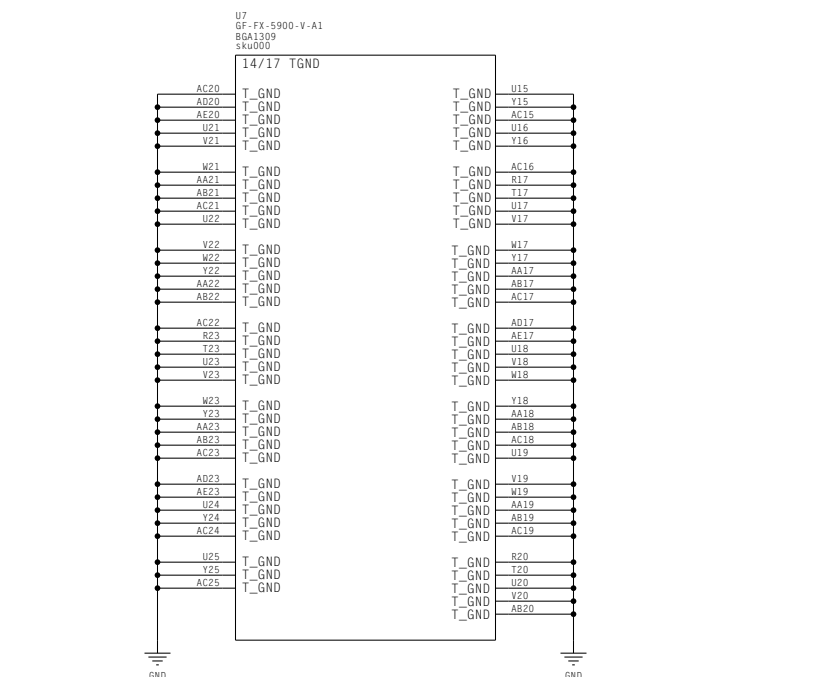 U7
GF-FX-5900-V-A1
BGA1309
sku000
14/17 TGND
AC20 T_GND T_GND U15
AD20 T_GND T_GND Y15
AE20 T_GND T_GND AC15
U21 T_GND T_GND U16
V21 T_GND T_GND Y16
W21 T_GND T_GND AC16
AA21 T_GND T_GND R17
AB21 T_GND T_GND T17
AC21 T_GND T_GND U17
U22 T_GND T_GND V17
V22 T_GND T_GND W17
W22 T_GND T_GND Y17
Y22 T_GND T_GND AA17
AA22 T_GND T_GND AB17
AB22 T_GND T_GND AC17
AC22 T_GND T_GND AD17
R23 T_GND T_GND AE17
T23 T_GND T_GND U18
U23 T_GND T_GND V18
V23 T_GND T_GND W18
W23 T_GND T_GND Y18
Y23 T_GND T_GND AA18
AA23 T_GND T_GND AB18
AB23 T_GND T_GND AC18
AC23 T_GND T_GND U19
AD23 T_GND T_GND V19
AE23 T_GND T_GND W19
U24 T_GND T_GND AA19
Y24 T_GND T_GND AB19
AC24 T_GND T_GND AC19
U25 T_GND T_GND R20
Y25 T_GND T_GND T20
AC25 T_GND T_GND U20
T_GND V20
T_GND AB20
GND GND